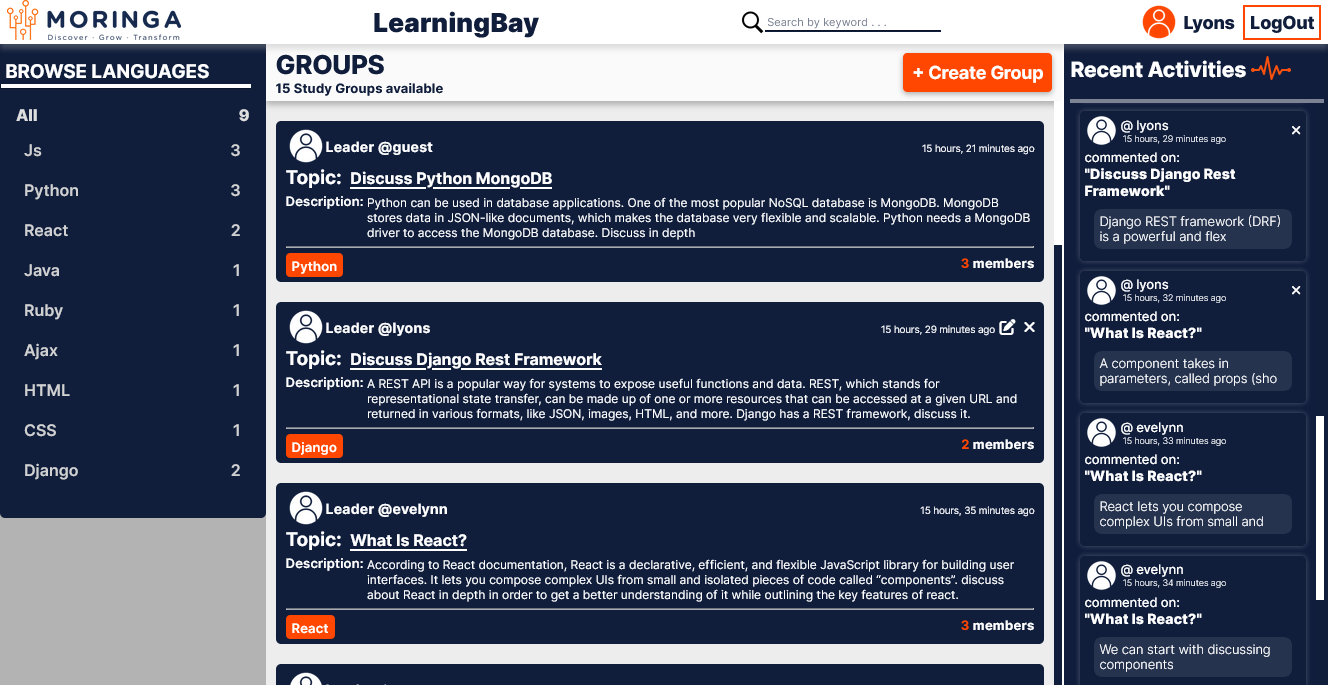 MORINGA
Discover · Grow · Transform
LearningBay
Search by keyword . . .
Lyons
LogOut
BROWSE LANGUAGES
All 9
Js 3
Python 3
React 2
Java 1
Ruby 1
Ajax 1
HTML 1
CSS 1
Django 2
GROUPS
15 Study Groups available
+ Create Group
Leader @guest
15 hours, 21 minutes ago
Topic: Discuss Python MongoDB
Description: Python can be used in database applications. One of the most popular NoSQL database is MongoDB. MongoDB
stores data in JSON-like documents, which makes the database very flexible and scalable. Python needs a MongoDB
driver to access the MongoDB database. Discuss in depth
Python
3 members
Leader @lyons
15 hours, 29 minutes ago
Topic: Discuss Django Rest Framework
Description: A REST API is a popular way for systems to expose useful functions and data. REST, which stands for
representational state transfer, can be made up of one or more resources that can be accessed at a given URL and
returned in various formats, like JSON, images, HTML, and more. Django has a REST framework, discuss it.
Django
2 members
Leader @evelynn
15 hours, 35 minutes ago
Topic: What Is React?
Description: According to React documentation, React is a declarative, efficient, and flexible JavaScript library for building user
interfaces. It lets you compose complex UIs from small and isolated pieces of code called “components”. discuss
about React in depth in order to get a better understanding of it while outlining the key features of react.
React
3 members
Recent Activities
@ lyons
15 hours, 29 minutes ago
commented on:
"Discuss Django Rest
Framework"
Django REST framework (DRF)
is a powerful and flex
@ lyons
15 hours, 32 minutes ago
commented on:
"What Is React?"
A component takes in
parameters, called props (sho
@ evelynn
15 hours, 33 minutes ago
commented on:
"What Is React?"
React lets you compose
complex UIs from small and
@ evelynn
15 hours, 34 minutes ago
commented on:
"What Is React?"
We can start with discussing
components